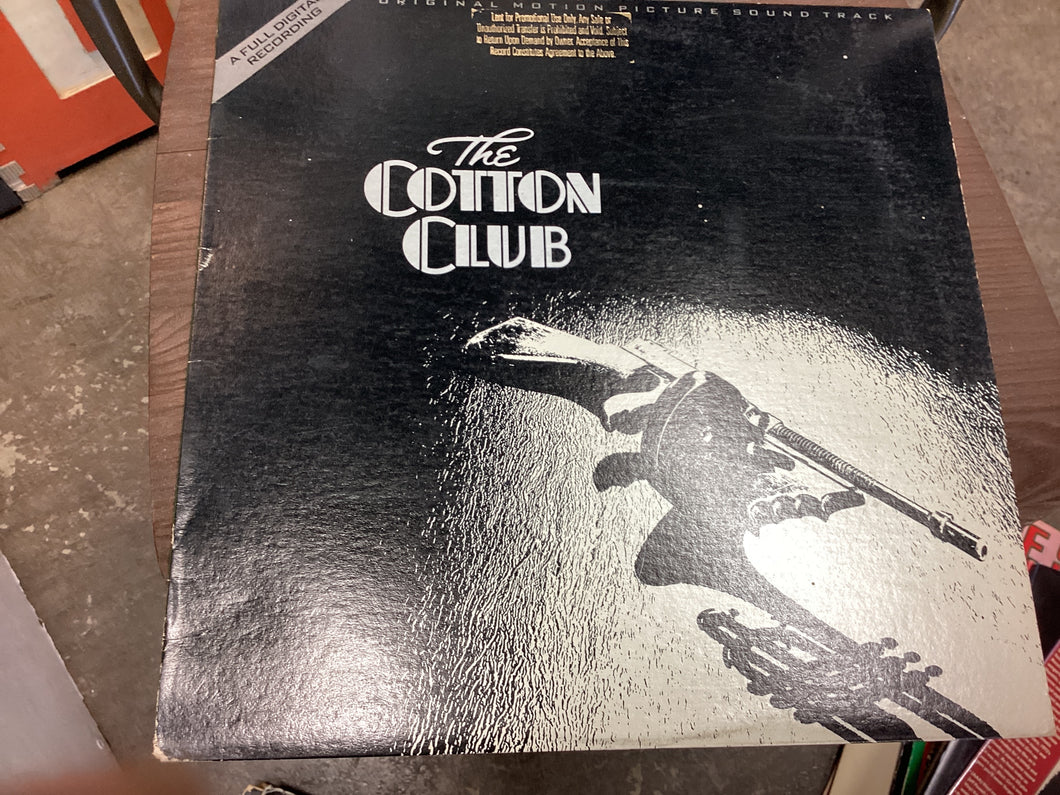 ORIGINAL MOTION PICTURE SOUND TRACK
A FULL DIGITAL
RECORDING
Lent for Promotional Use Only. Any Sale or
Unauthorized Transfer is Prohibited and Void. Subject
to Return Upon Demand by Owner. Acceptance of This
Record Constitutes Agreement to the Above.
The
COTTON
CLUB